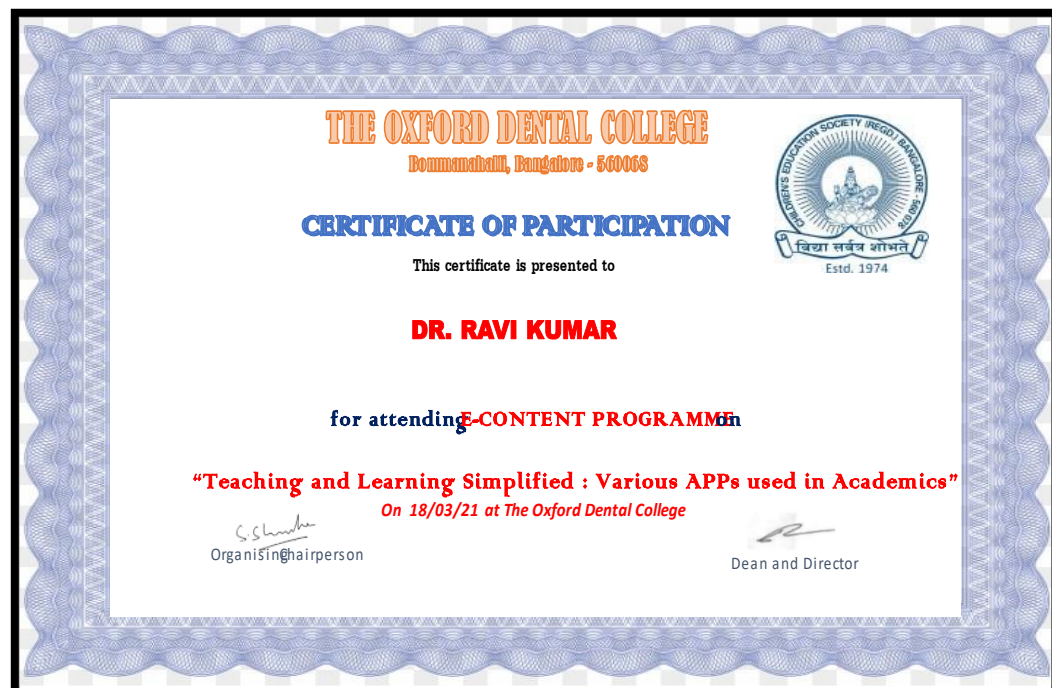 THE OXFORD DENTAL COLLEGE
Bommanahalli, Bangalore - 560068
CHILDREN'S EDUCATION SOCIETY (REGD.) BANGALORE - 560 078
विद्या सर्वत्र शोभते
Estd. 1974
CERTIFICATE OF PARTICIPATION
This certificate is presented to
DR. RAVI KUMAR
for attending E-CONTENT PROGRAMME on
“Teaching and Learning Simplified : Various APPs used in Academics”
On 18/03/21 at The Oxford Dental College
Organising Chairperson
Dean and Director